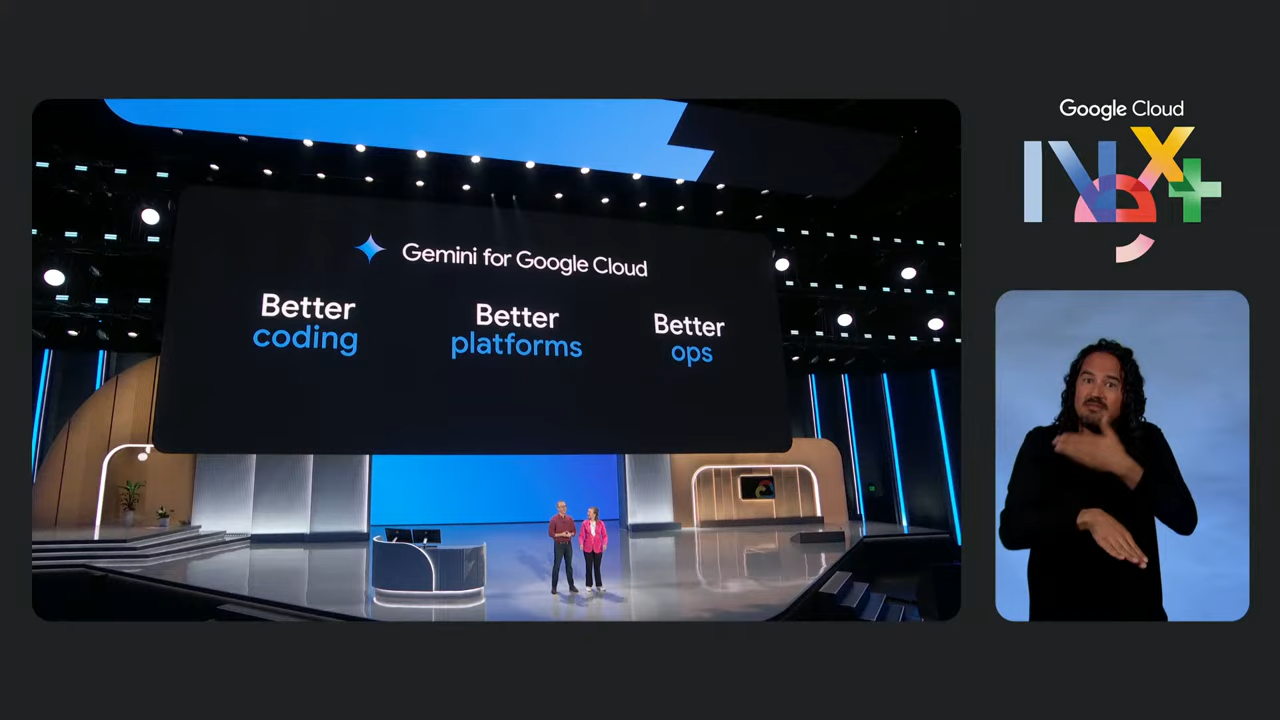 Gemini for Google Cloud
Better
coding
Better
platforms
Better
ops
Google Cloud
Next